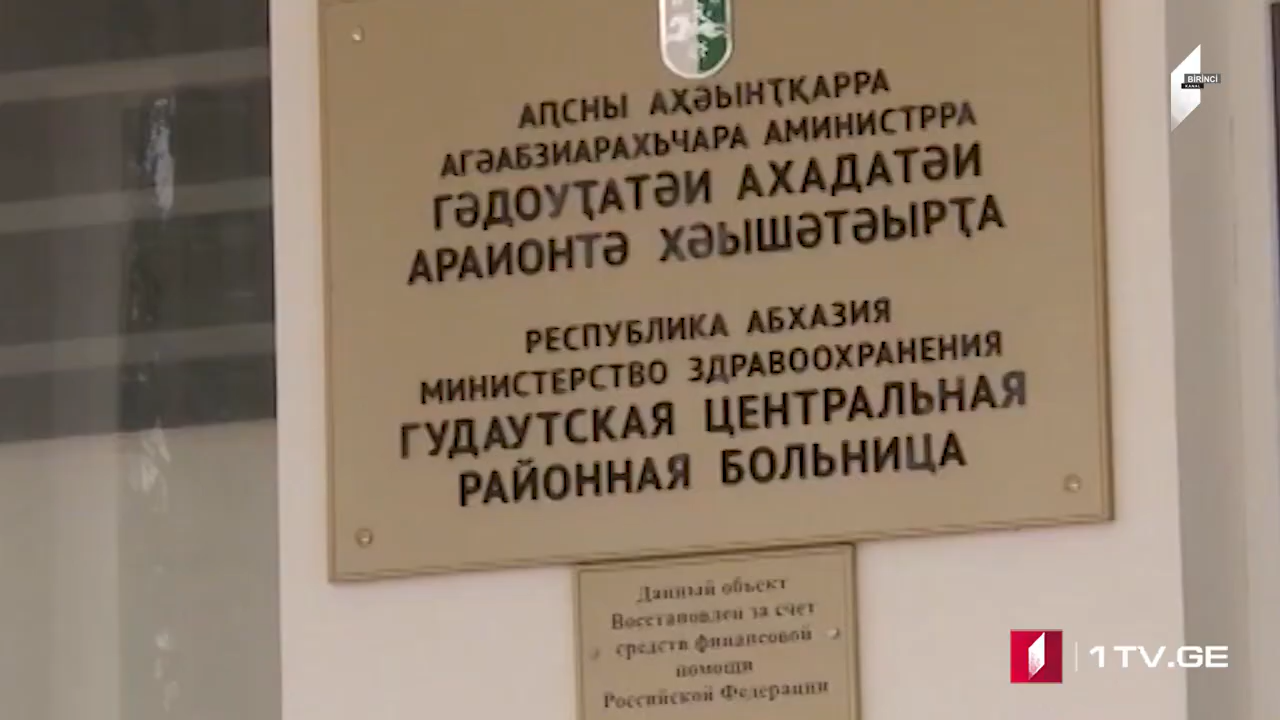 АԤСНЫ АҲӘЫНҬҚАРРА
АГӘАБЗИАРАХЬЧАРА АМИНИСТРРА
ГӘДОУҬАТӘИ АХАДАТӘИ
АРАИОНТӘ ХӘЫШӘТӘЫРҬА
РЕСПУБЛИКА АБХАЗИЯ
МИНИСТЕРСТВО ЗДРАВООХРАНЕНИЯ
ГУДАУТСКАЯ ЦЕНТРАЛЬНАЯ
РАЙОННАЯ БОЛЬНИЦА
Данный объект
Восстановлен за счет
средств финансовой
помощи
Российской Федерации
BIRINCI
KANAL
1TV.GE